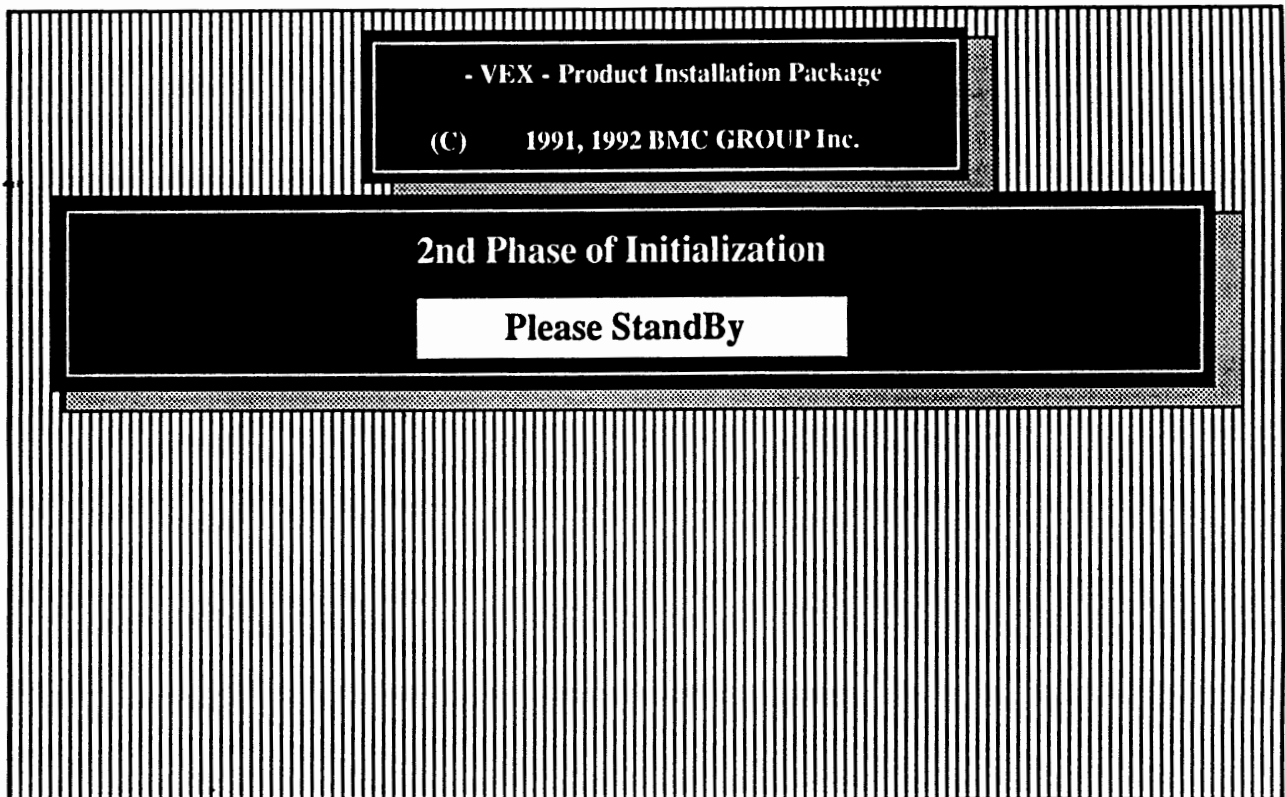 - VEX - Product Installation Package
(C) 1991, 1992 BMC GROUP Inc.
2nd Phase of Initialization
Please StandBy